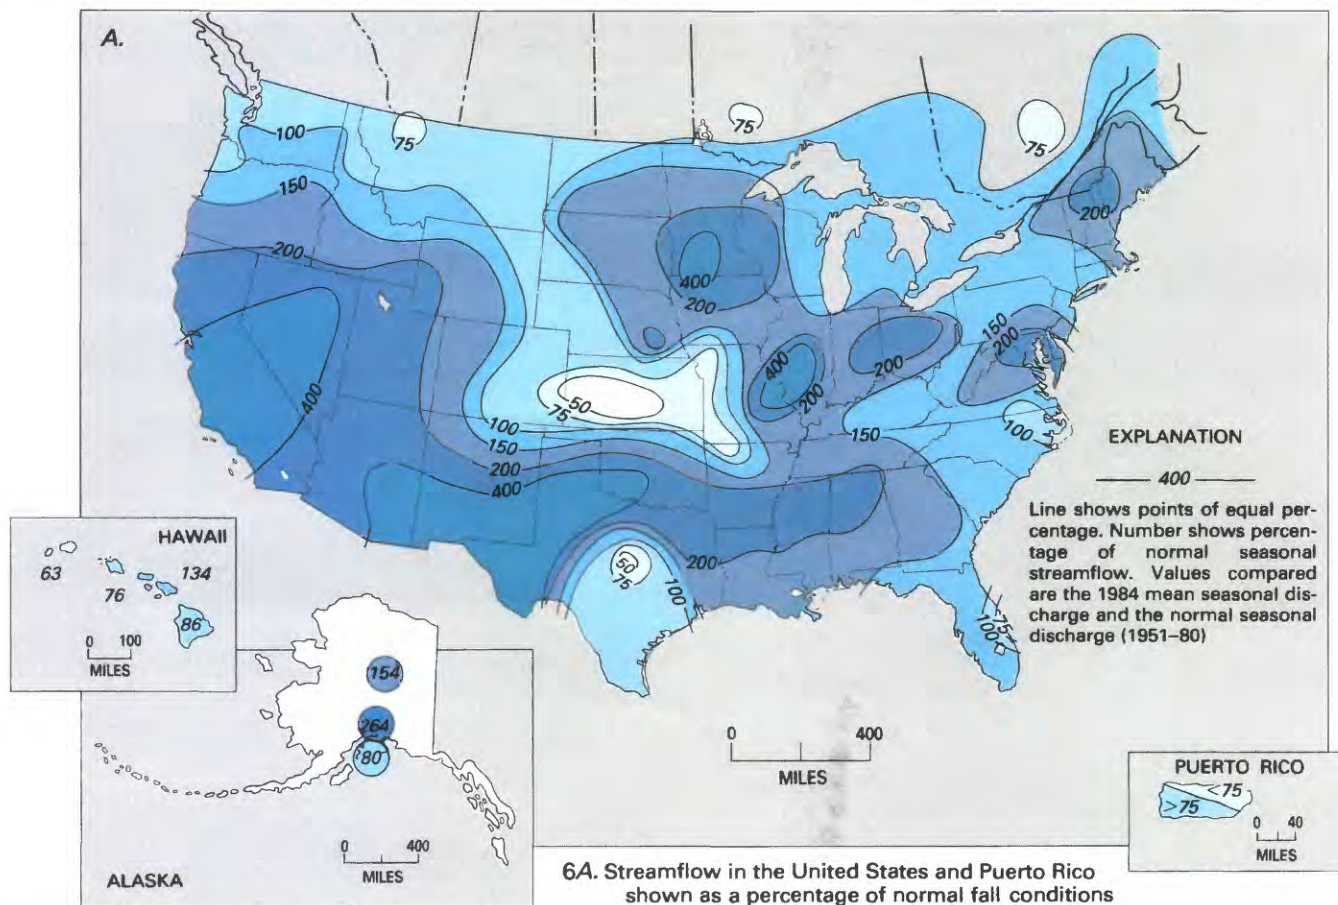 A.
100
75
75
75
150
200
200
400
200
150
200
400
400
200
200
50
75
100
150
200
400
150
100
400
50
75
100
200
75
100
EXPLANATION
400
Line shows points of equal per-
centage. Number shows percen-
tage of normal seasonal
streamflow. Values compared
are the 1984 mean seasonal dis-
charge and the normal seasonal
discharge (1951–80)
HAWAII
63
76
134
86
0 100
MILES
154
264
80
0 400
MILES
ALASKA
0 400
MILES
PUERTO RICO
<75
>75
0 40
MILES
6A. Streamflow in the United States and Puerto Rico
shown as a percentage of normal fall conditions